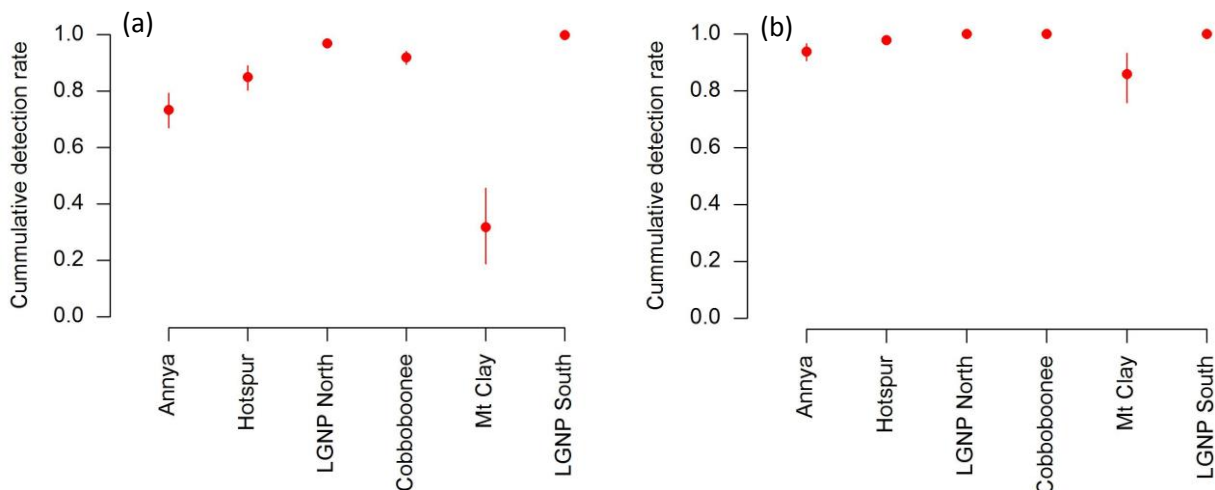 (a)
Cummulative detection rate
1.0
0.8
0.6
0.4
0.2
0.0
Annya
Hotspur
LGNP North
Cobboboonee
Mt Clay
LGNP South
(b)
Cummulative detection rate
1.0
0.8
0.6
0.4
0.2
0.0
Annya
Hotspur
LGNP North
Cobboboonee
Mt Clay
LGNP South